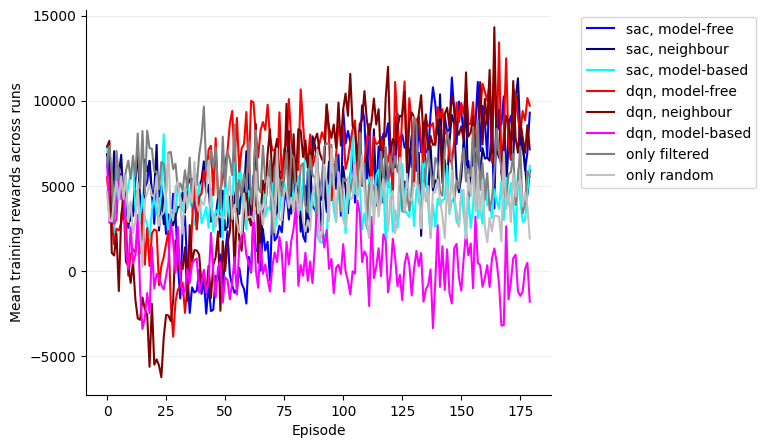 15000
10000
5000
0
−5000
Mean training rewards across runs
0
25
50
75
100
125
150
175
Episode
sac, model-free
sac, neighbour
sac, model-based
dqn, model-free
dqn, neighbour
dqn, model-based
only filtered
only random